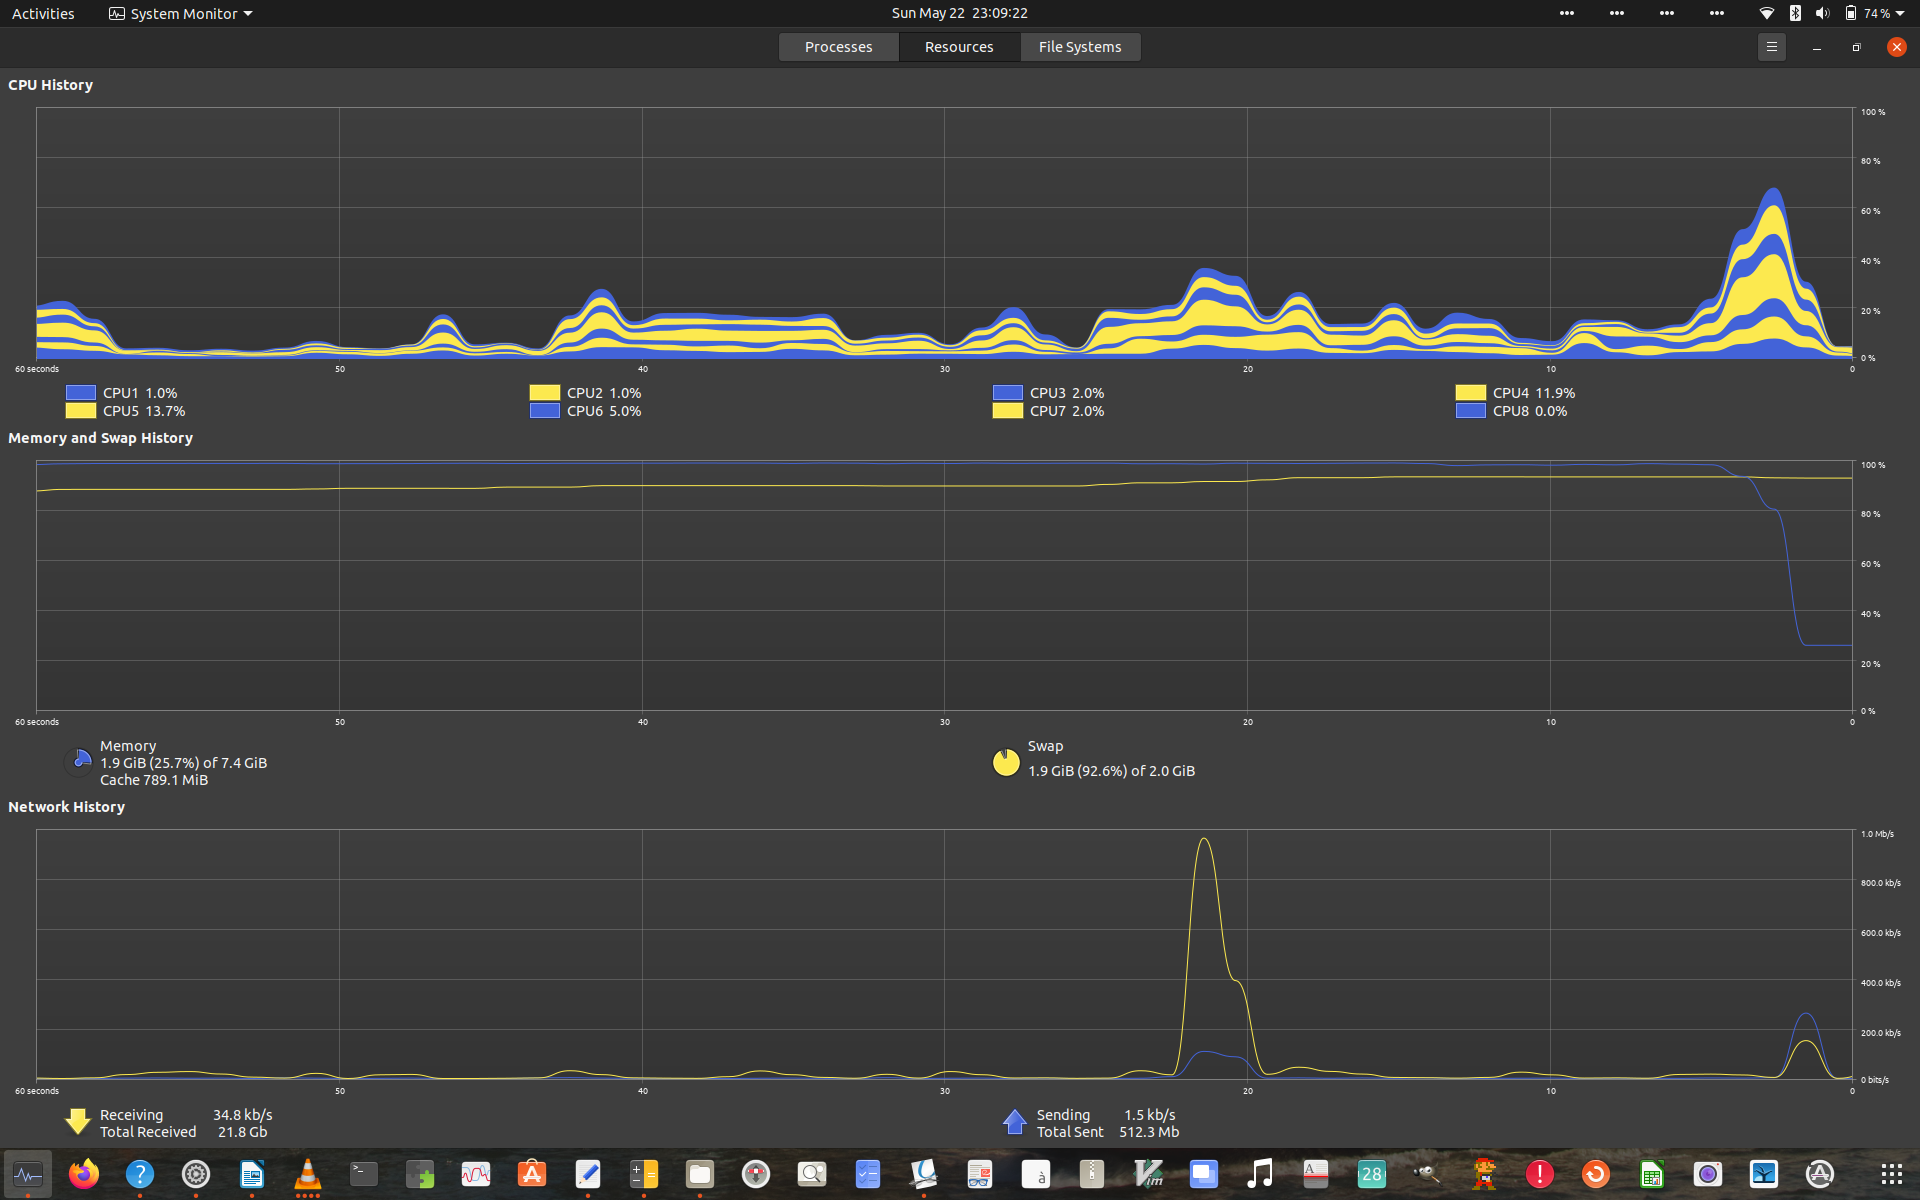 Activities System Monitor Sun May 22 23:09:22 74 %
Processes Resources File Systems
CPU History
100 %
80 %
60 %
40 %
20 %
0 %
60 seconds 50 40 30 20 10 0
CPU1 1.0% CPU2 1.0% CPU3 2.0% CPU4 11.9%
CPU5 13.7% CPU6 5.0% CPU7 2.0% CPU8 0.0%
Memory and Swap History
100 %
80 %
60 %
40 %
20 %
0 %
60 seconds 50 40 30 20 10 0
Memory
1.9 GiB (25.7%) of 7.4 GiB
Cache 789.1 MiB
Swap
1.9 GiB (92.6%) of 2.0 GiB
Network History
1.0 Mb/s
800.0 kb/s
600.0 kb/s
400.0 kb/s
200.0 kb/s
0 bits/s
60 seconds 50 40 30 20 10 0
Receiving 34.8 kb/s
Total Received 21.8 Gb
Sending 1.5 kb/s
Total Sent 512.3 Mb
? >_ A à Vim A 28 !